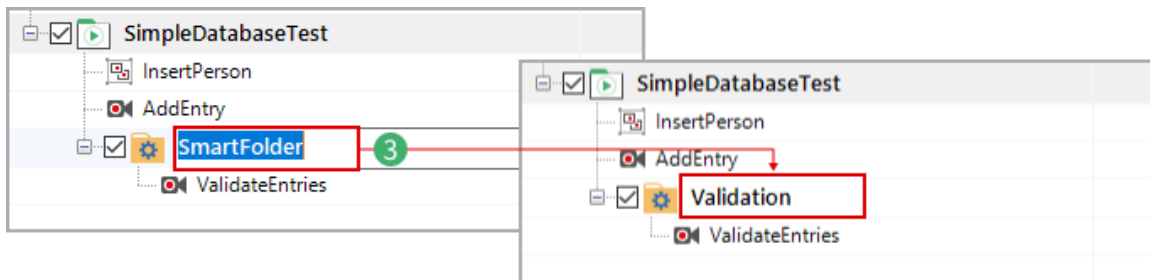 SimpleDatabaseTest
InsertPerson
AddEntry
SmartFolder
3
ValidateEntries
SimpleDatabaseTest
InsertPerson
AddEntry
Validation
ValidateEntries